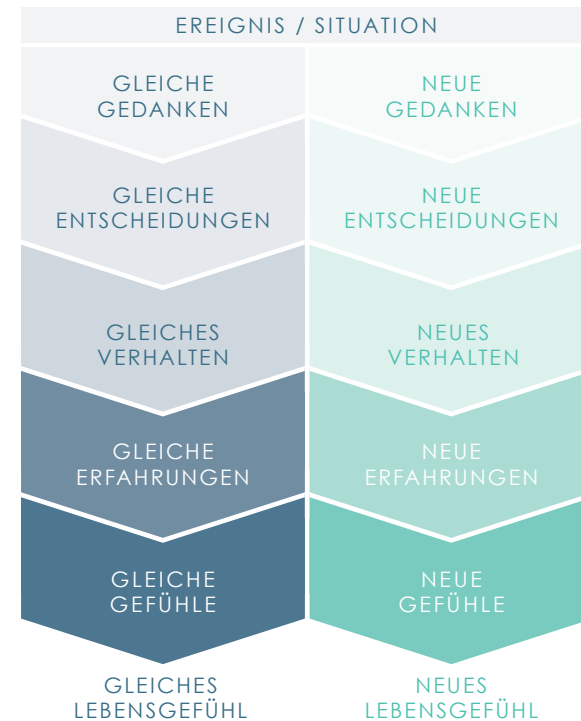 EREIGNIS / SITUATION
GLEICHE
GEDANKEN
GLEICHE
ENTSCHEIDUNGEN
GLEICHES
VERHALTEN
GLEICHE
ERFAHRUNGEN
GLEICHE
GEFÜHLE
GLEICHES
LEBENSGEFÜHL
NEUE
GEDANKEN
NEUE
ENTSCHEIDUNGEN
NEUES
VERHALTEN
NEUE
ERFAHRUNGEN
NEUE
GEFÜHLE
NEUES
LEBENSGEFÜHL